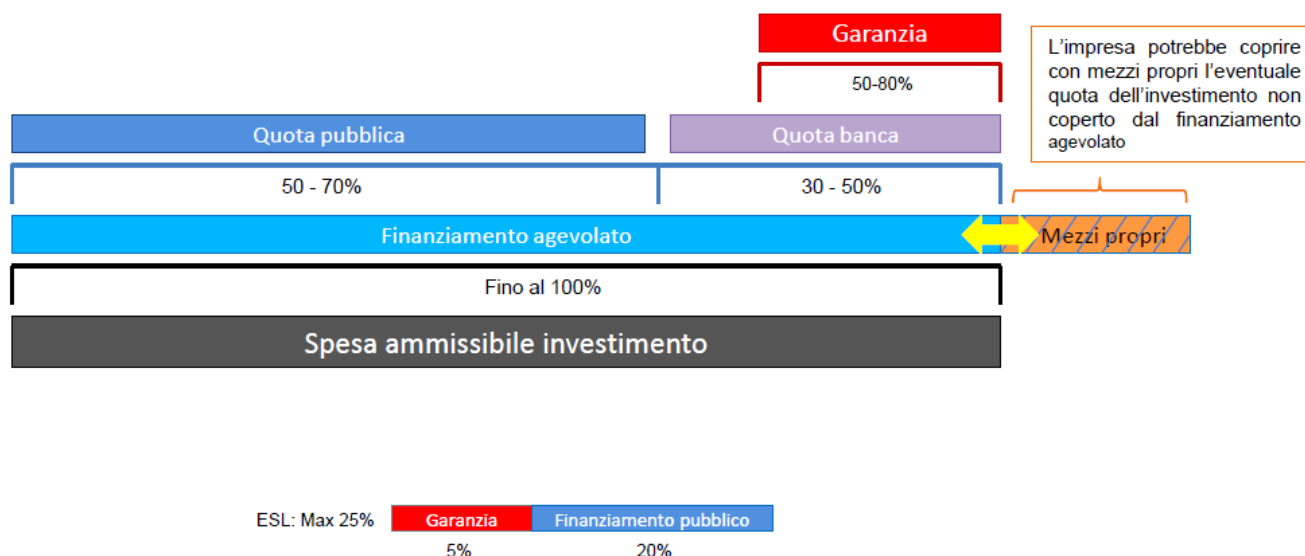 Garanzia
50-80%
L'impresa potrebbe coprire
con mezzi propri l'eventuale
quota dell'investimento non
coperto dal finanziamento
agevolato
Quota pubblica
Quota banca
50 - 70%
30 - 50%
Finanziamento agevolato
Mezzi propri
Fino al 100%
Spesa ammissibile investimento
ESL: Max 25%
Garanzia
Finanziamento pubblico
5%
20%